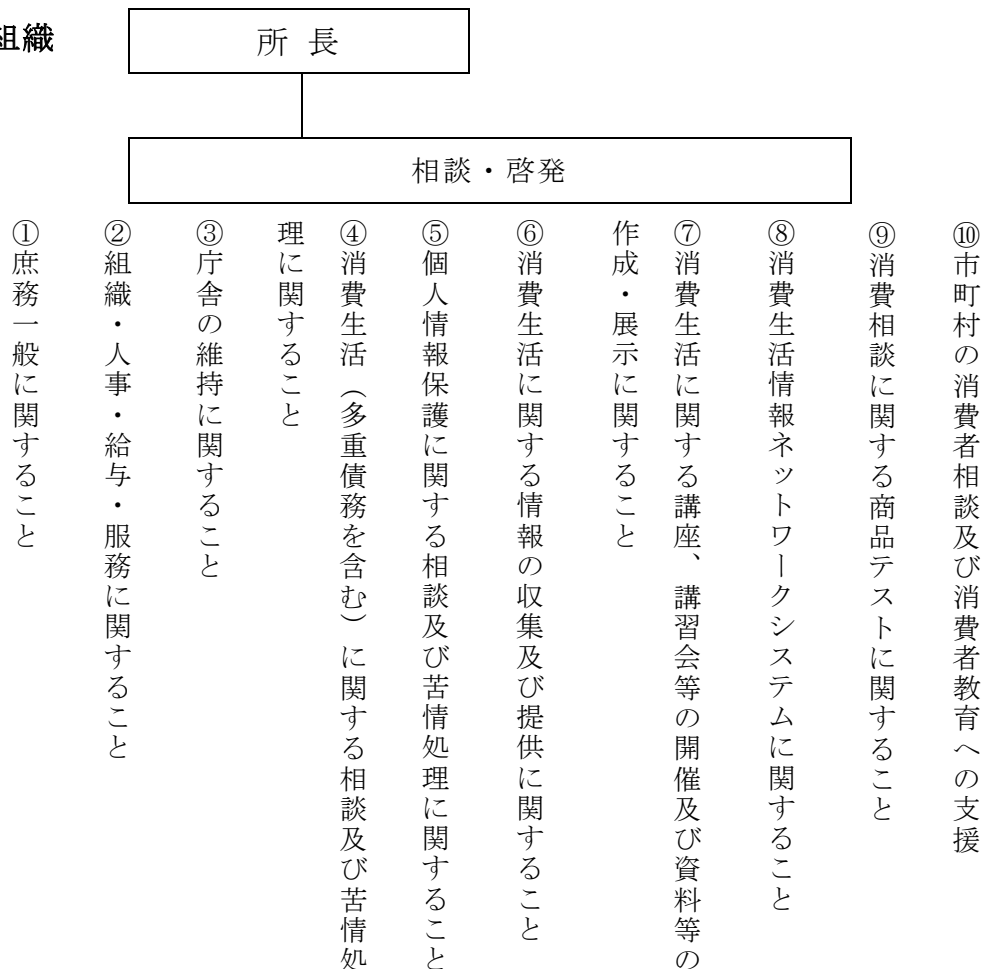 組織
所長
相談・啓発
①庶務一般に関すること
②組織・人事・給与・服務に関すること
③庁舎の維持に関すること
④消費生活（多重債務を含む）に関する相談及び苦情処
理に関すること
⑤個人情報保護に関する相談及び苦情処理に関すること
⑥消費生活に関する情報の収集及び提供に関すること
⑦消費生活に関する講座、講習会等の開催及び資料等の
作成・展示に関すること
⑧消費生活情報ネットワークシステムに関すること
⑨消費相談に関する商品テストに関すること
⑩市町村の消費者相談及び消費者教育への支援